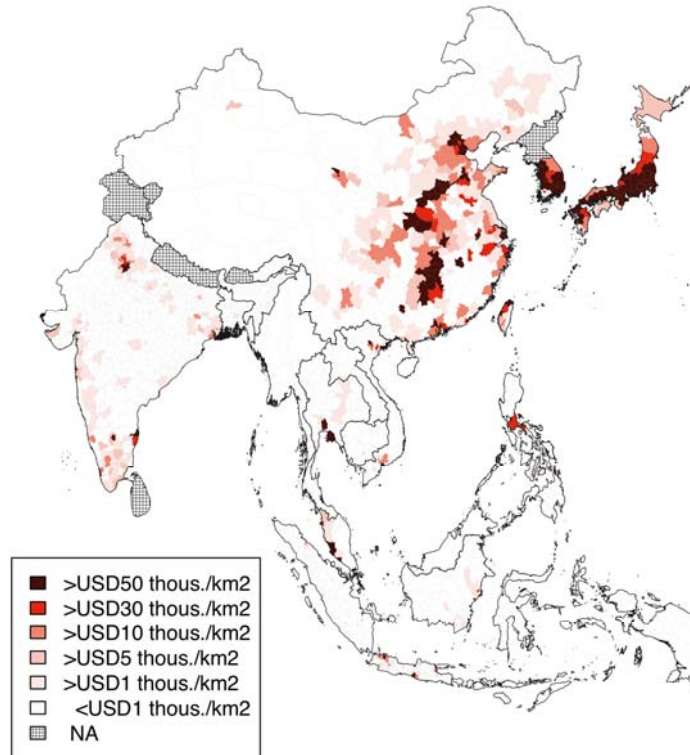 >USD50 thous./km2
>USD30 thous./km2
>USD10 thous./km2
>USD5 thous./km2
>USD1 thous./km2
<USD1 thous./km2
NA